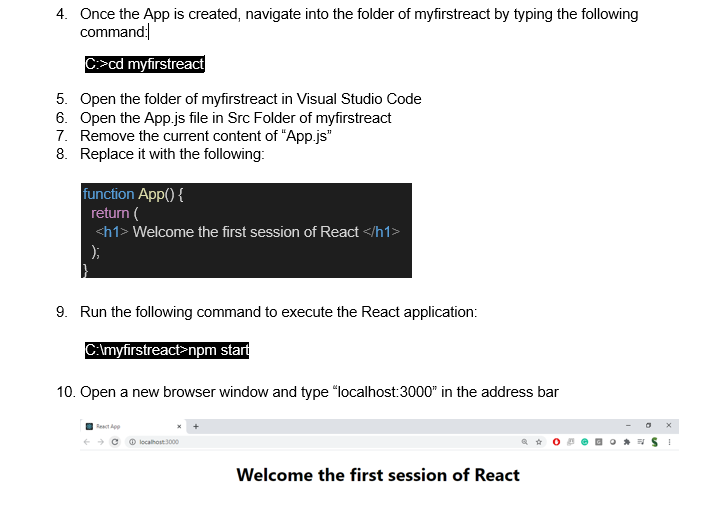 4. Once the App is created, navigate into the folder of myfirstreact by typing the following
command:
C:>cd myfirstreact
5. Open the folder of myfirstreact in Visual Studio Code
6. Open the App.js file in Src Folder of myfirstreact
7. Remove the current content of “App.js”
8. Replace it with the following:
function App() {
return (
<h1> Welcome the first session of React </h1>
);
}
9. Run the following command to execute the React application:
C:\myfirstreact>npm start
10. Open a new browser window and type “localhost:3000” in the address bar
React App
localhost:3000
Welcome the first session of React